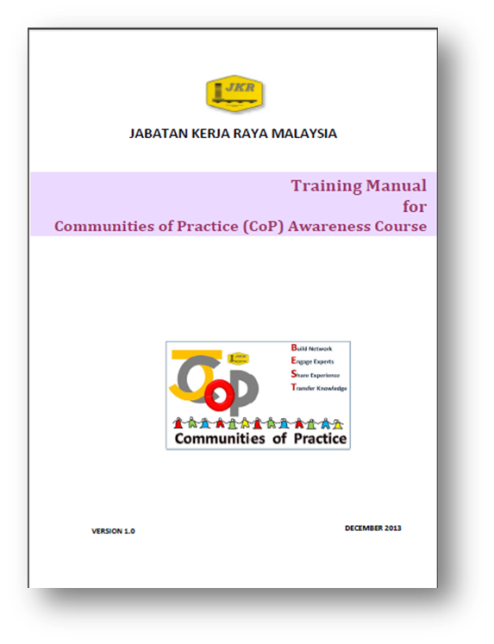 JKR
JABATAN KERJA RAYA MALAYSIA
Training Manual
for
Communities of Practice (CoP) Awareness Course
CoP
Build Network
Engage Experts
Share Experience
Transfer Knowledge
Communities of Practice
VERSION 1.0
DECEMBER 2013